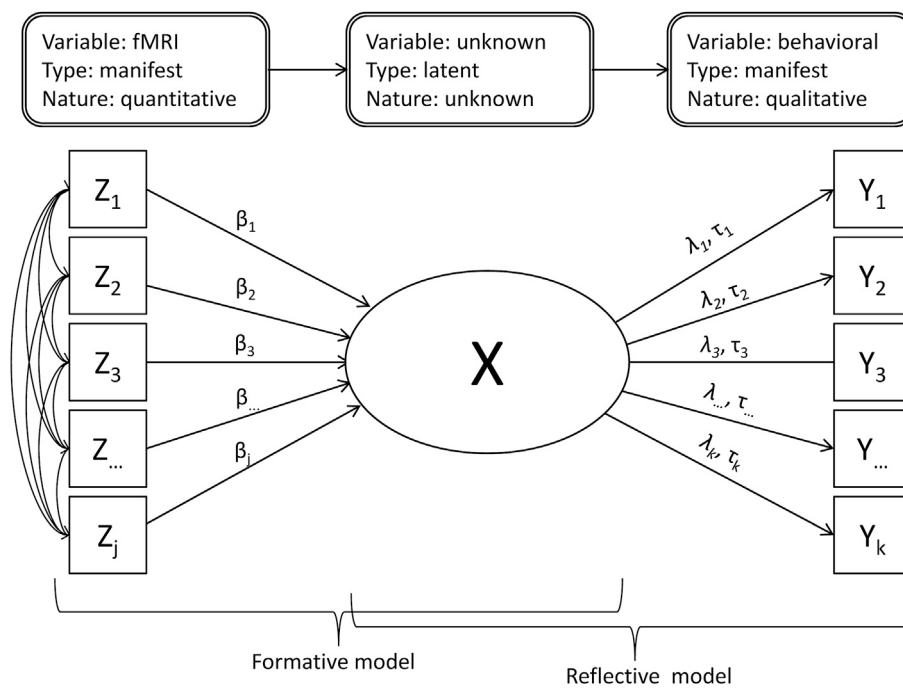 Variable: fMRI
Type: manifest
Nature: quantitative
Variable: unknown
Type: latent
Nature: unknown
Variable: behavioral
Type: manifest
Nature: qualitative
Z1
Z2
Z3
Z...
Zj
β1
β2
β3
β...
βj
X
λ1, τ1
λ2, τ2
λ3, τ3
λ..., τ...
λk, τk
Y1
Y2
Y3
Y...
Yk
Formative model
Reflective model